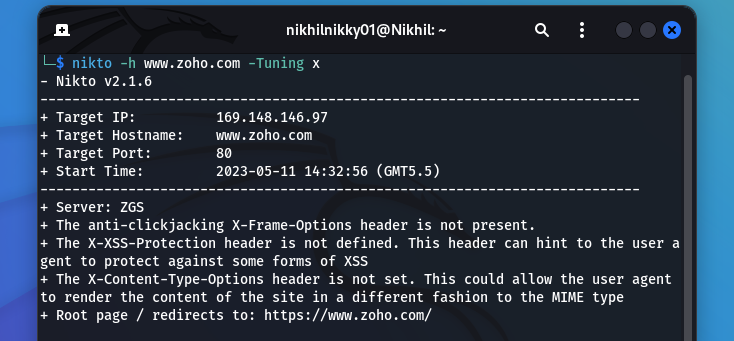 nikhilnikky01@Nikhil: ~
└─$ nikto -h www.zoho.com -Tuning x
- Nikto v2.1.6
---------------------------------------------------------------------------
+ Target IP:          169.148.146.97
+ Target Hostname:    www.zoho.com
+ Target Port:        80
+ Start Time:         2023-05-11 14:32:56 (GMT5.5)
---------------------------------------------------------------------------
+ Server: ZGS
+ The anti-clickjacking X-Frame-Options header is not present.
+ The X-XSS-Protection header is not defined. This header can hint to the user a
gent to protect against some forms of XSS
+ The X-Content-Type-Options header is not set. This could allow the user agent
to render the content of the site in a different fashion to the MIME type
+ Root page / redirects to: https://www.zoho.com/